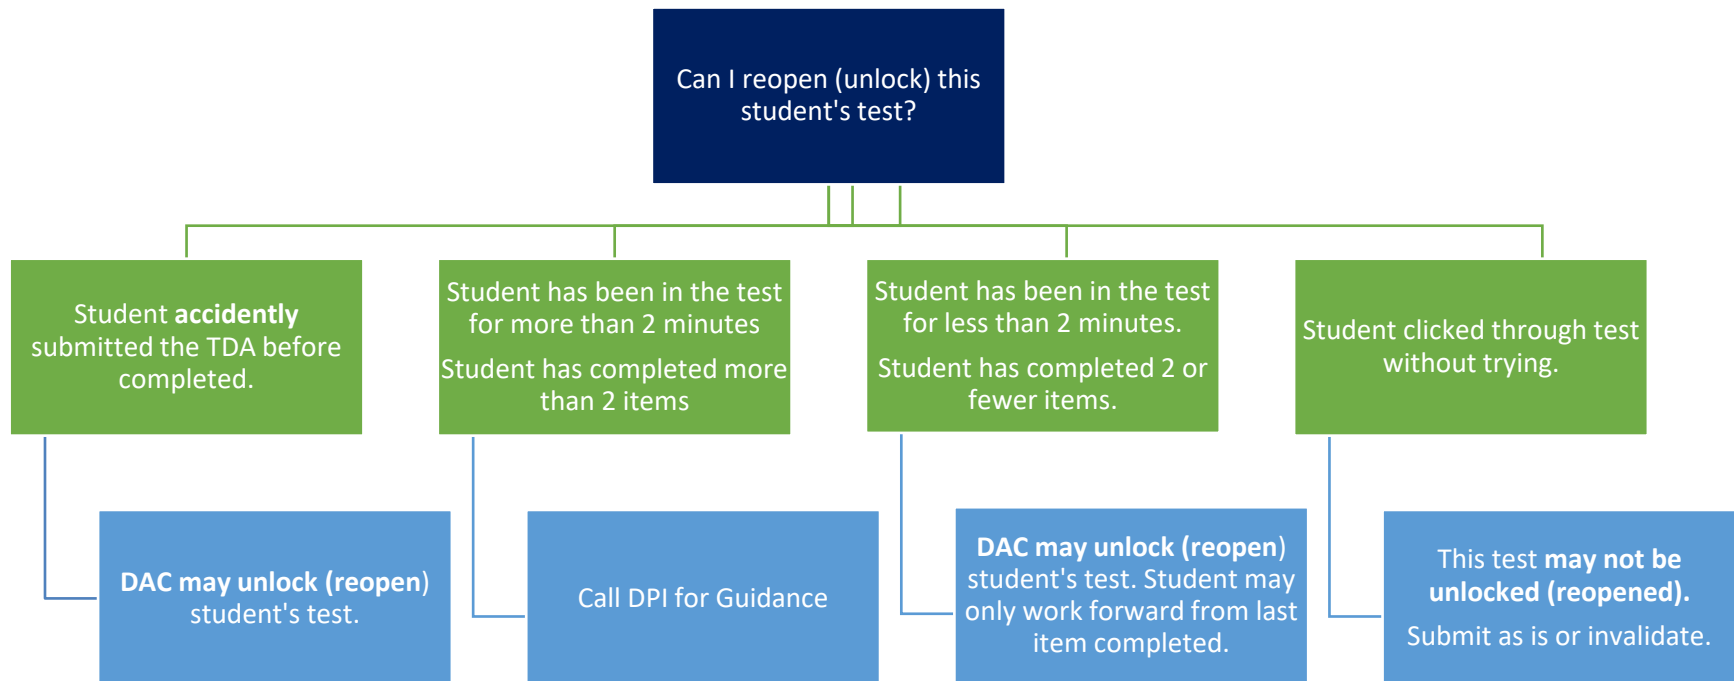 Can I reopen (unlock) this
student's test?
Student accidently
submitted the TDA before
completed.
Student has been in the test
for more than 2 minutes
Student has completed more
than 2 items
Student has been in the test
for less than 2 minutes.
Student has completed 2 or
fewer items.
Student clicked through test
without trying.
DAC may unlock (reopen)
student's test.
Call DPI for Guidance
DAC may unlock (reopen)
student's test. Student may
only work forward from last
item completed.
This test may not be
unlocked (reopened).
Submit as is or invalidate.